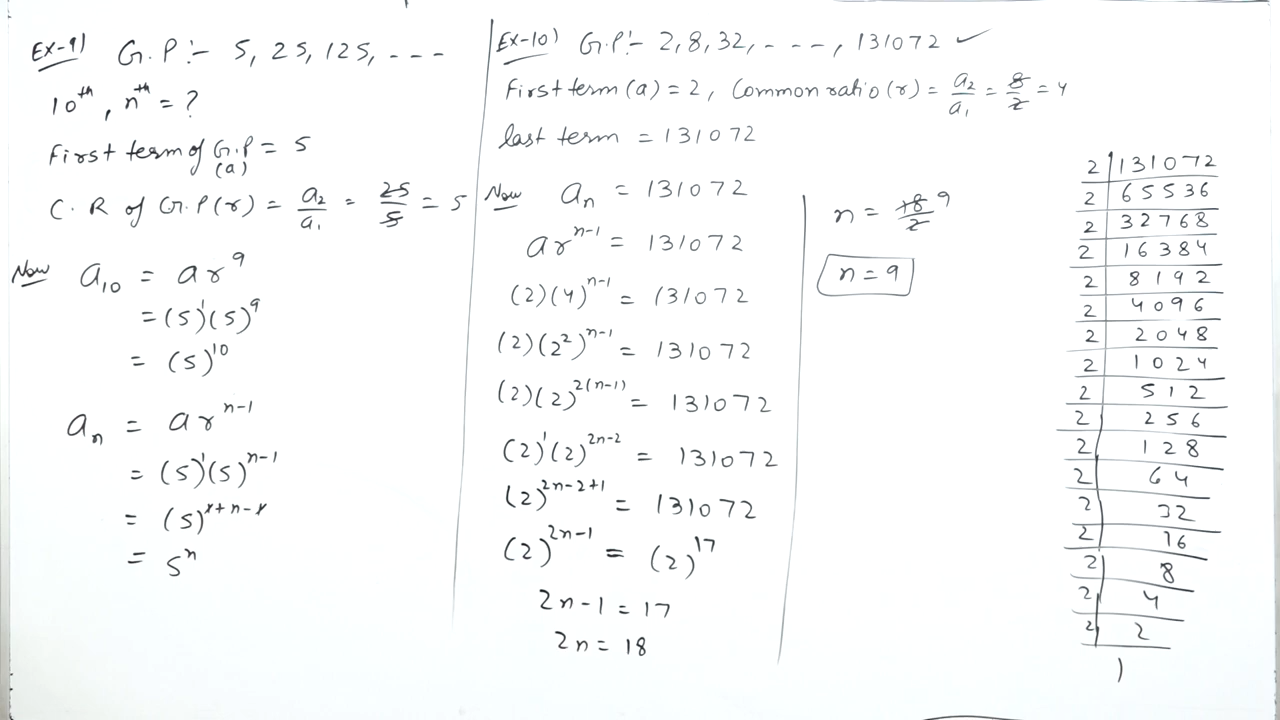 Ex-9) G.P:- 5, 25, 125, ---
10th, nth = ?
First term of G.P = 5
(a)
C.R of G.P(r) = a2/a1 = 25/5 = 5
Now a10 = ar^9
= (5)^1(5)^9
= (5)^10
an = ar^n-1
= (5)^1(5)^n-1
= (5)^1+n-1
= 5^n
Ex-10) G.P:- 2, 8, 32, ---, 131072 ✓
First term (a) = 2, Common ratio (r) = a2/a1 = 8/2 = 4
last term = 131072
Now an = 131072
ar^n-1 = 131072
(2)(4)^n-1 = 131072
(2)(2^2)^n-1 = 131072
(2)(2)^2(n-1) = 131072
(2)^1(2)^2n-2 = 131072
(2)^2n-2+1 = 131072
(2)^2n-1 = (2)^17
2n-1 = 17
2n = 18
n = 18/2 9
n = 9
2 | 131072
2 | 65536
2 | 32768
2 | 16384
2 | 8192
2 | 4096
2 | 2048
2 | 1024
2 | 512
2 | 256
2 | 128
2 | 64
2 | 32
2 | 16
2 | 8
2 | 4
2 | 2
1